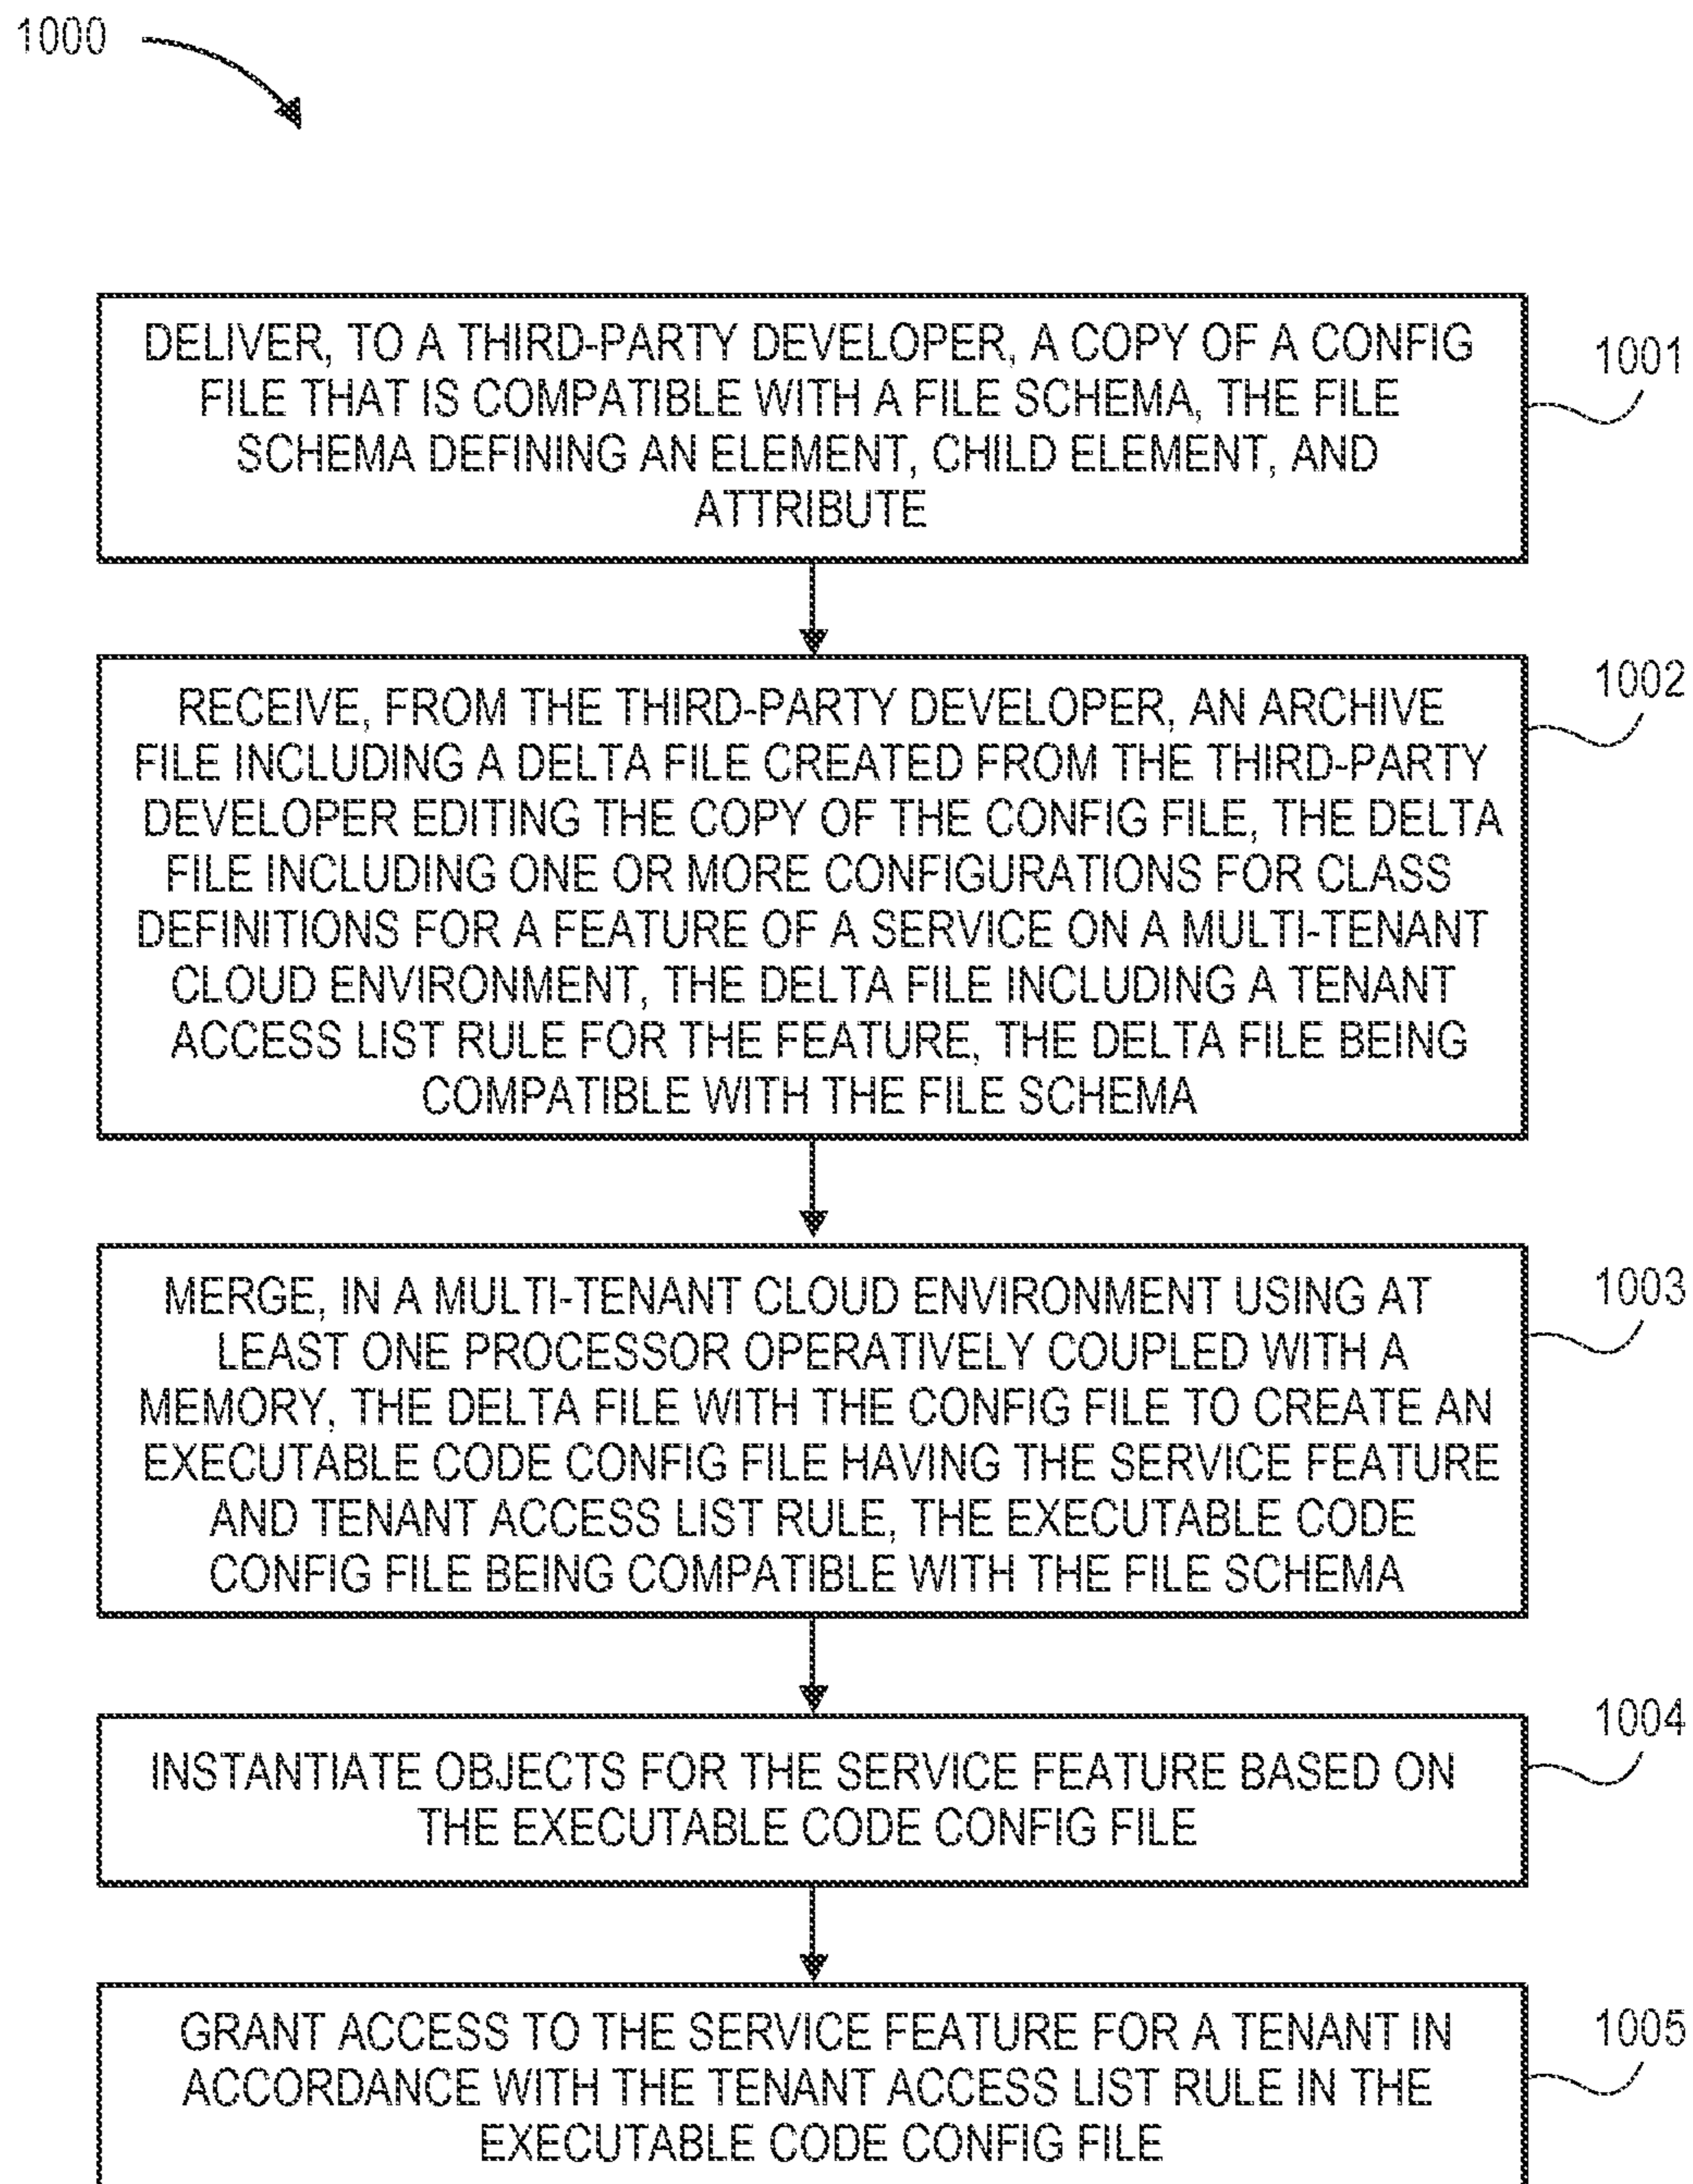 1000
DELIVER, TO A THIRD-PARTY DEVELOPER, A COPY OF A CONFIG
FILE THAT IS COMPATIBLE WITH A FILE SCHEMA, THE FILE
SCHEMA DEFINING AN ELEMENT, CHILD ELEMENT, AND
ATTRIBUTE
1001
RECEIVE, FROM THE THIRD-PARTY DEVELOPER, AN ARCHIVE
FILE INCLUDING A DELTA FILE CREATED FROM THE THIRD-PARTY
DEVELOPER EDITING THE COPY OF THE CONFIG FILE, THE DELTA
FILE INCLUDING ONE OR MORE CONFIGURATIONS FOR CLASS
DEFINITIONS FOR A FEATURE OF A SERVICE ON A MULTI-TENANT
CLOUD ENVIRONMENT, THE DELTA FILE INCLUDING A TENANT
ACCESS LIST RULE FOR THE FEATURE, THE DELTA FILE BEING
COMPATIBLE WITH THE FILE SCHEMA
1002
MERGE, IN A MULTI-TENANT CLOUD ENVIRONMENT USING AT
LEAST ONE PROCESSOR OPERATIVELY COUPLED WITH A
MEMORY, THE DELTA FILE WITH THE CONFIG FILE TO CREATE AN
EXECUTABLE CODE CONFIG FILE HAVING THE SERVICE FEATURE
AND TENANT ACCESS LIST RULE, THE EXECUTABLE CODE
CONFIG FILE BEING COMPATIBLE WITH THE FILE SCHEMA
1003
INSTANTIATE OBJECTS FOR THE SERVICE FEATURE BASED ON
THE EXECUTABLE CODE CONFIG FILE
1004
GRANT ACCESS TO THE SERVICE FEATURE FOR A TENANT IN
ACCORDANCE WITH THE TENANT ACCESS LIST RULE IN THE
EXECUTABLE CODE CONFIG FILE
1005